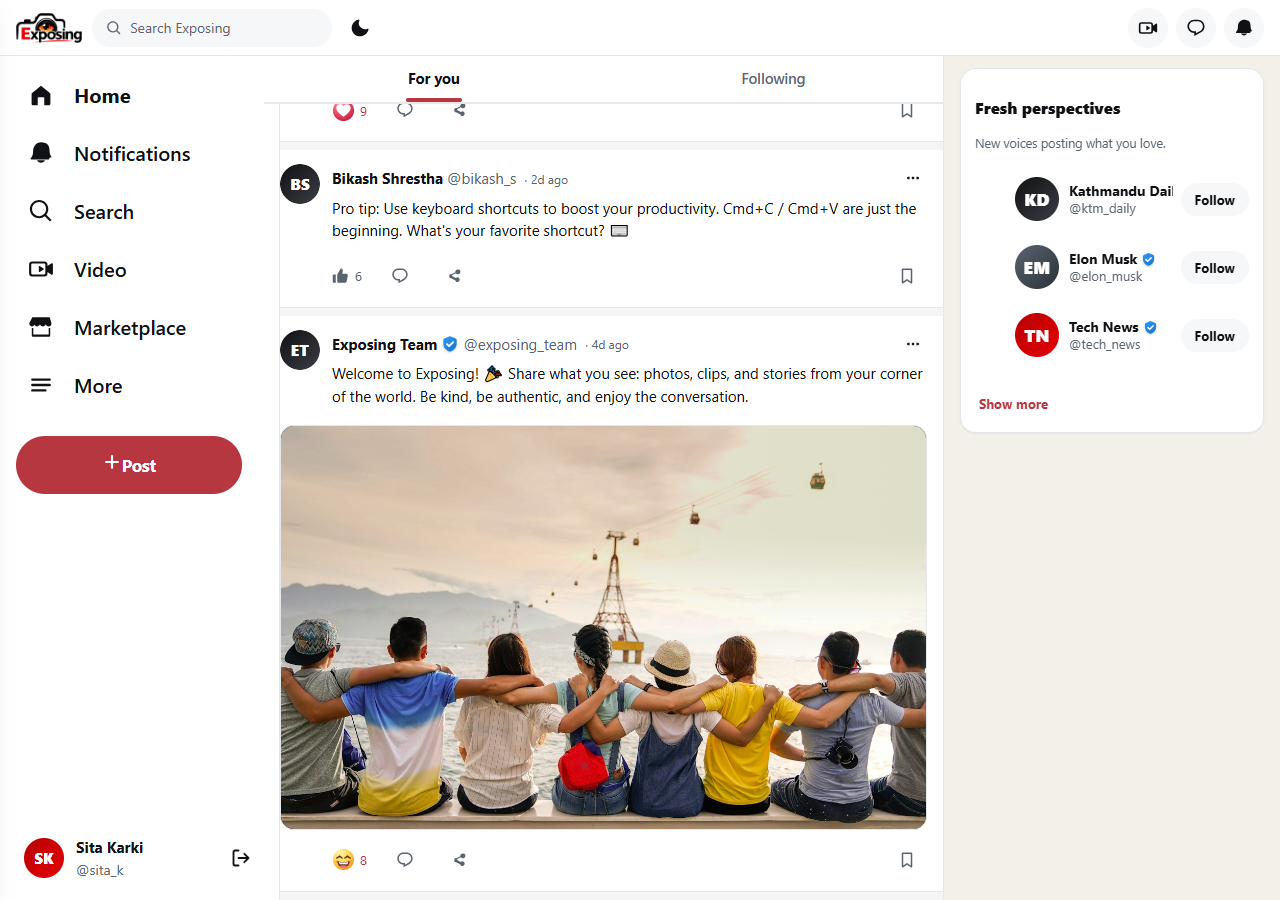 Exposing
Search Exposing
Home
Notifications
Search
Video
Marketplace
More
+ Post
SK
Sita Karki
@sita_k
For you
Following
9
BS
Bikash Shrestha @bikash_s · 2d ago
Pro tip: Use keyboard shortcuts to boost your productivity. Cmd+C / Cmd+V are just the
beginning. What's your favorite shortcut?
6
ET
Exposing Team @exposing_team · 4d ago
Welcome to Exposing! 🎉 Share what you see: photos, clips, and stories from your corner
of the world. Be kind, be authentic, and enjoy the conversation.
8
Fresh perspectives
New voices posting what you love.
KD
Kathmandu Dail
@ktm_daily
Follow
EM
Elon Musk
@elon_musk
Follow
TN
Tech News
@tech_news
Follow
Show more